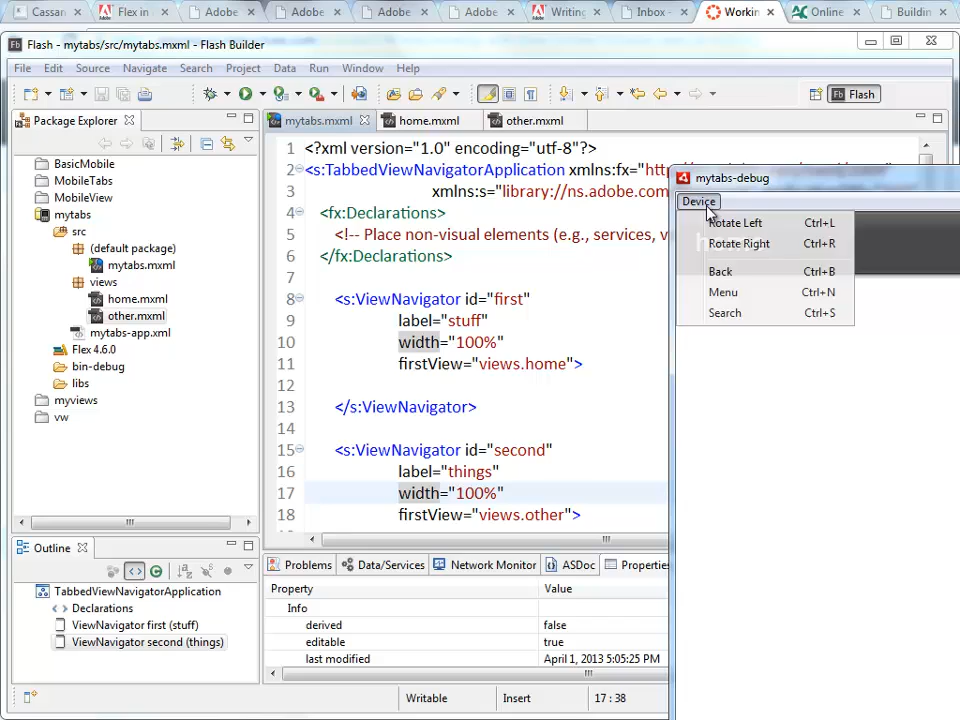 Cassan
Flex in
Adobe
Adobe
Adobe
Adobe
Writing
Inbox -
Workin
Online
Buildin
Fb Flash - mytabs/src/mytabs.mxml - Flash Builder
File Edit Source Navigate Search Project Data Run Window Help
Fb Flash
Package Explorer
mytabs.mxml home.mxml other.mxml
BasicMobile
MobileTabs
MobileView
mytabs
src
(default package)
mytabs.mxml
views
home.mxml
other.mxml
mytabs-app.xml
Flex 4.6.0
bin-debug
libs
myviews
vw
1 <?xml version="1.0" encoding="utf-8"?>
2 <s:TabbedViewNavigatorApplication xmlns:fx="
3 xmlns:s="library://ns.adobe.com
4 <fx:Declarations>
5 <!-- Place non-visual elements (e.g., services, v
6 </fx:Declarations>
7
8 <s:ViewNavigator id="first"
9 label="stuff"
10 width="100%"
11 firstView="views.home">
12
13 </s:ViewNavigator>
14
15 <s:ViewNavigator id="second"
16 label="things"
17 width="100%"
18 firstView="views.other">
mytabs-debug
Device
Rotate Left Ctrl+L
Rotate Right Ctrl+R
Back Ctrl+B
Menu Ctrl+N
Search Ctrl+S
Outline
TabbedViewNavigatorApplication
Declarations
ViewNavigator first (stuff)
ViewNavigator second (things)
Problems Data/Services Network Monitor ASDoc Properties
Property Value
Info
derived false
editable true
last modified April 1, 2013 5:05:25 PM
Writable Insert 17 : 38